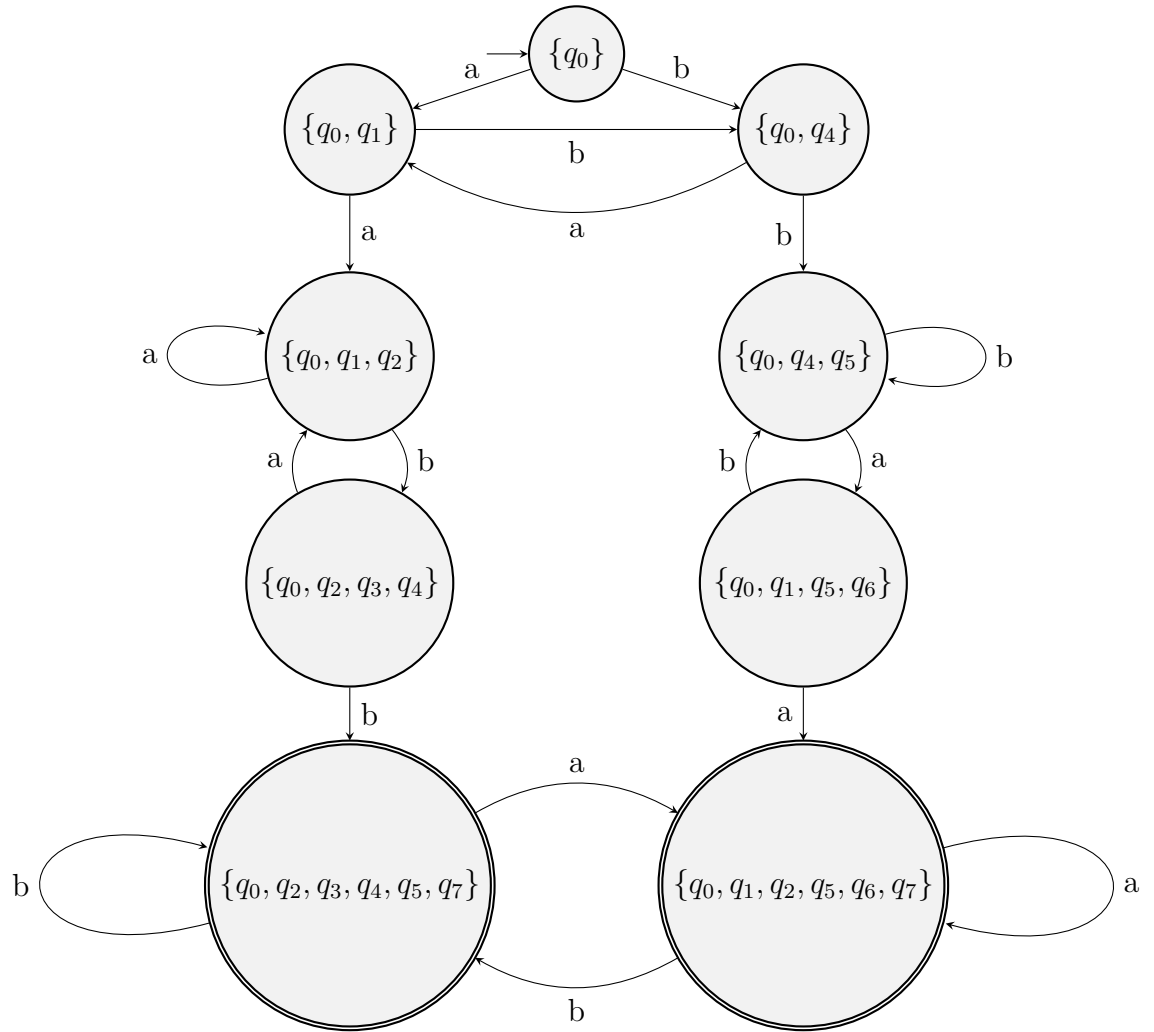 {q₀}
a
b
{q₀, q₁}
{q₀, q₄}
b
a
a
b
a
{q₀, q₁, q₂}
{q₀, q₄, q₅}
b
a
b
b
a
{q₀, q₂, q₃, q₄}
{q₀, q₁, q₅, q₆}
b
a
a
b
{q₀, q₂, q₃, q₄, q₅, q₇}
{q₀, q₁, q₂, q₅, q₆, q₇}
a
b